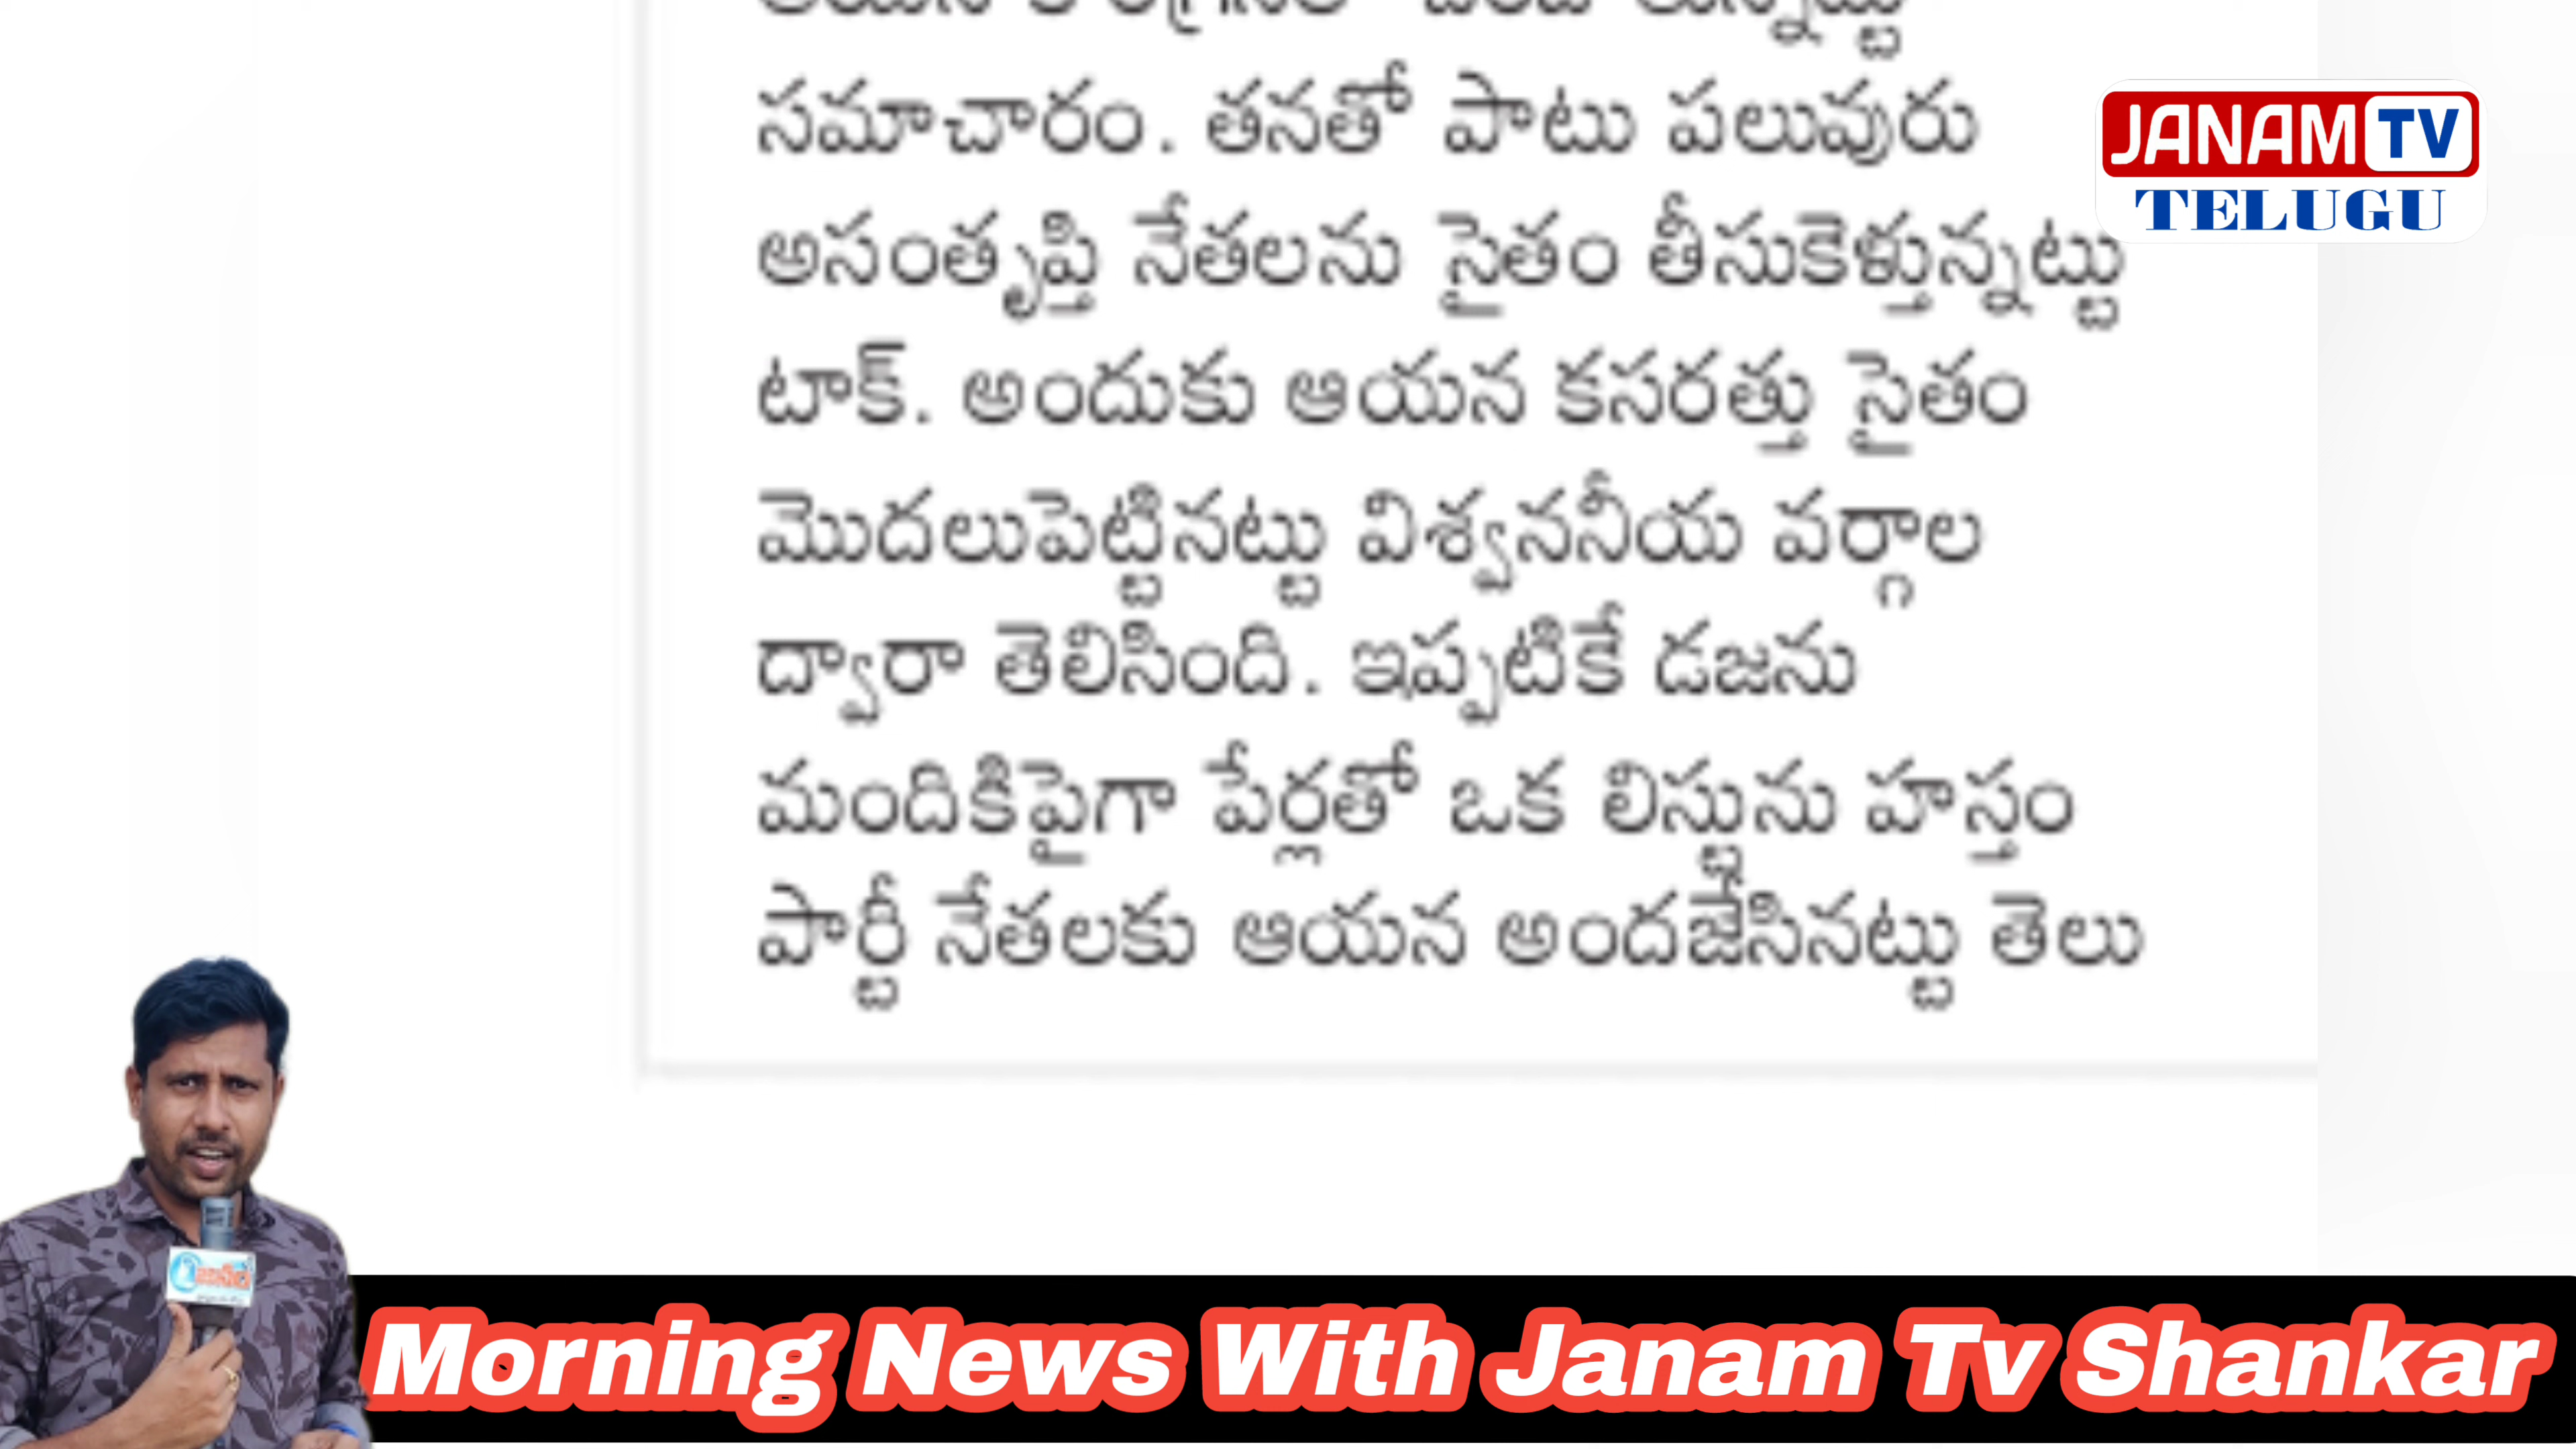 సమాచారం. తనతో పాటు పలువురు
అసంతృప్తి నేతలను సైతం తీసుకెళ్తున్నట్టు
టాక్. అందుకు ఆయన కసరత్తు సైతం
మొదలుపెట్టినట్టు విశ్వననీయ వర్గాల
ద్వారా తెలిసింది. ఇప్పటికే డజను
మందికిపైగా పేర్లతో ఒక లిస్టును హస్తం
పార్టీ నేతలకు ఆయన అందజేసినట్టు తెలు
JANAM TV
TELUGU
Morning News With Janam Tv Shankar